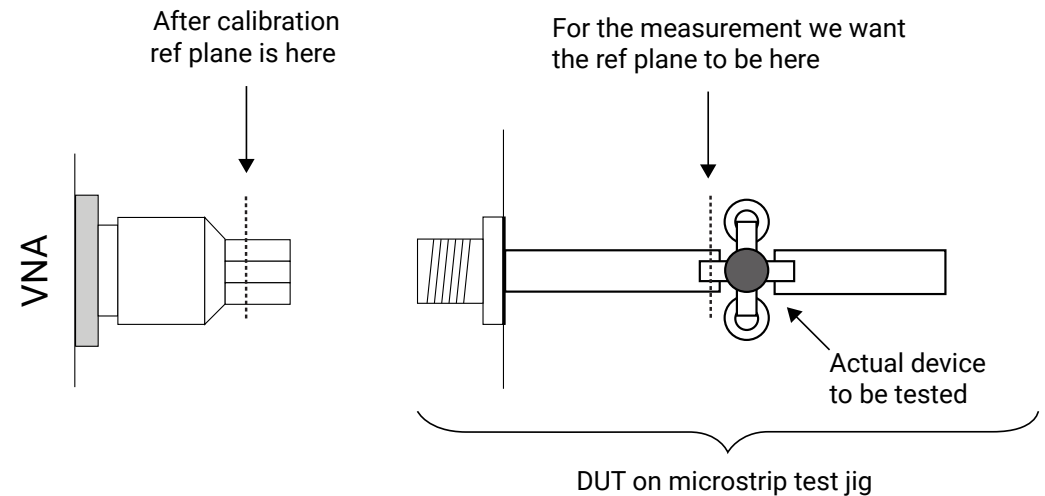 After calibration
ref plane is here
For the measurement we want
the ref plane to be here
VNA
Actual device
to be tested
DUT on microstrip test jig